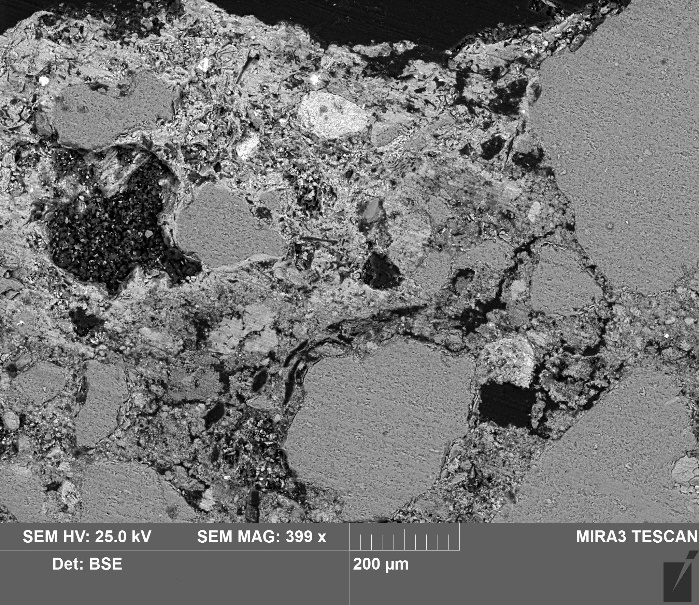 SEM HV: 25.0 kV SEM MAG: 399 x MIRA3 TESCAN
Det: BSE 200 µm